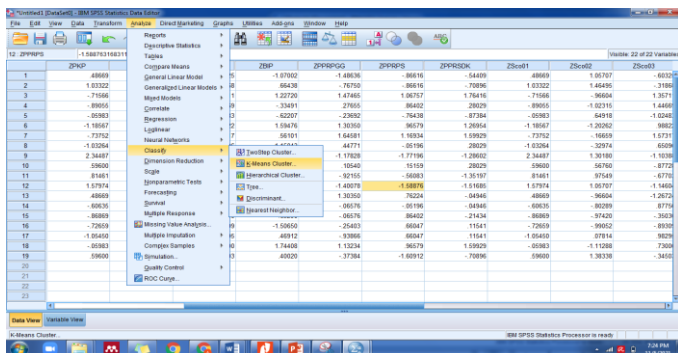 *Untitled1 [DataSet0] - IBM SPSS Statistics Data Editor
File Edit View Data Transform Analyze Direct Marketing Graphs Utilities Add-ons Window Help
12 : ZPPRPS -1.588763168311
Visible: 22 of 22 Variables
Reports
Descriptive Statistics
Tables
Compare Means
General Linear Model
Generalized Linear Models
Mixed Models
Correlate
Regression
Loglinear
Neural Networks
Classify
Dimension Reduction
Scale
Nonparametric Tests
Forecasting
Survival
Multiple Response
Missing Value Analysis...
Multiple Imputation
Complex Samples
Simulation...
Quality Control
ROC Curve...
TwoStep Cluster...
K-Means Cluster...
Hierarchical Cluster...
Tree...
Discriminant...
Nearest Neighbor...
ZPKP ZBIP ZPPRPGG ZPPRPS ZPPRSDK ZSco01 ZSco02 ZSco03
1 .48669 -1.07002 -1.48636 -.86616 -.54409 .48669 1.05707
2 1.03322 .66438 -.76750 -.86616 -.70896 1.03322 1.46495
3 -.71566 1.22720 1.47465 1.06757 1.76416 -.71566 -.96604
4 -.89055 -.33491 .27655 .86402 .28029 -.89055 -1.02315
5 -.05983 -.62207 -.23692 -.76438 -.87384 -.05983 .64918
6 -1.18567 1.59476 1.30350 .96579 1.26954 -1.18567 -1.20262
7 -.73752 .56101 1.64581 1.16934 1.59929 -.73752 -.16659
8 -1.03266 .44771 -.05196 .28029 -.32974
9 2.34487 -1.17828 -1.77196 -1.28602 2.34487 1.30180
10 .59600 .10540 .15159 .28029 .59600 .56760
11 .81461 -.92155 -.56083 -1.35197 .81461 .97549
12 1.57974 -1.40078 -1.58876 -1.51685 1.57974 1.05707
13 .48669 1.30350 .76224 -.04946 .48669 -.96604
14 -.60635 -.06576 -.05196 -.04946 -.60635 -.80289
15 -.86869 -.06576 .86402 -.21434 -.86869 -.97420
16 -.72659 -1.50650 -.25403 .66047 .11541 -.72659 -.99052
17 -1.05450 .46912 -.93866 .66047 .11541 -1.05450 .07814
18 -.05983 1.74408 1.13234 .96579 1.59929 -.05983 -1.11288
19 .59600 .40020 -.37384 -1.60912 -.70896 .59600 1.38338
20
21
22
23
Data View Variable View
K-Means Cluster... IBM SPSS Statistics Processor is ready
7:24 PM